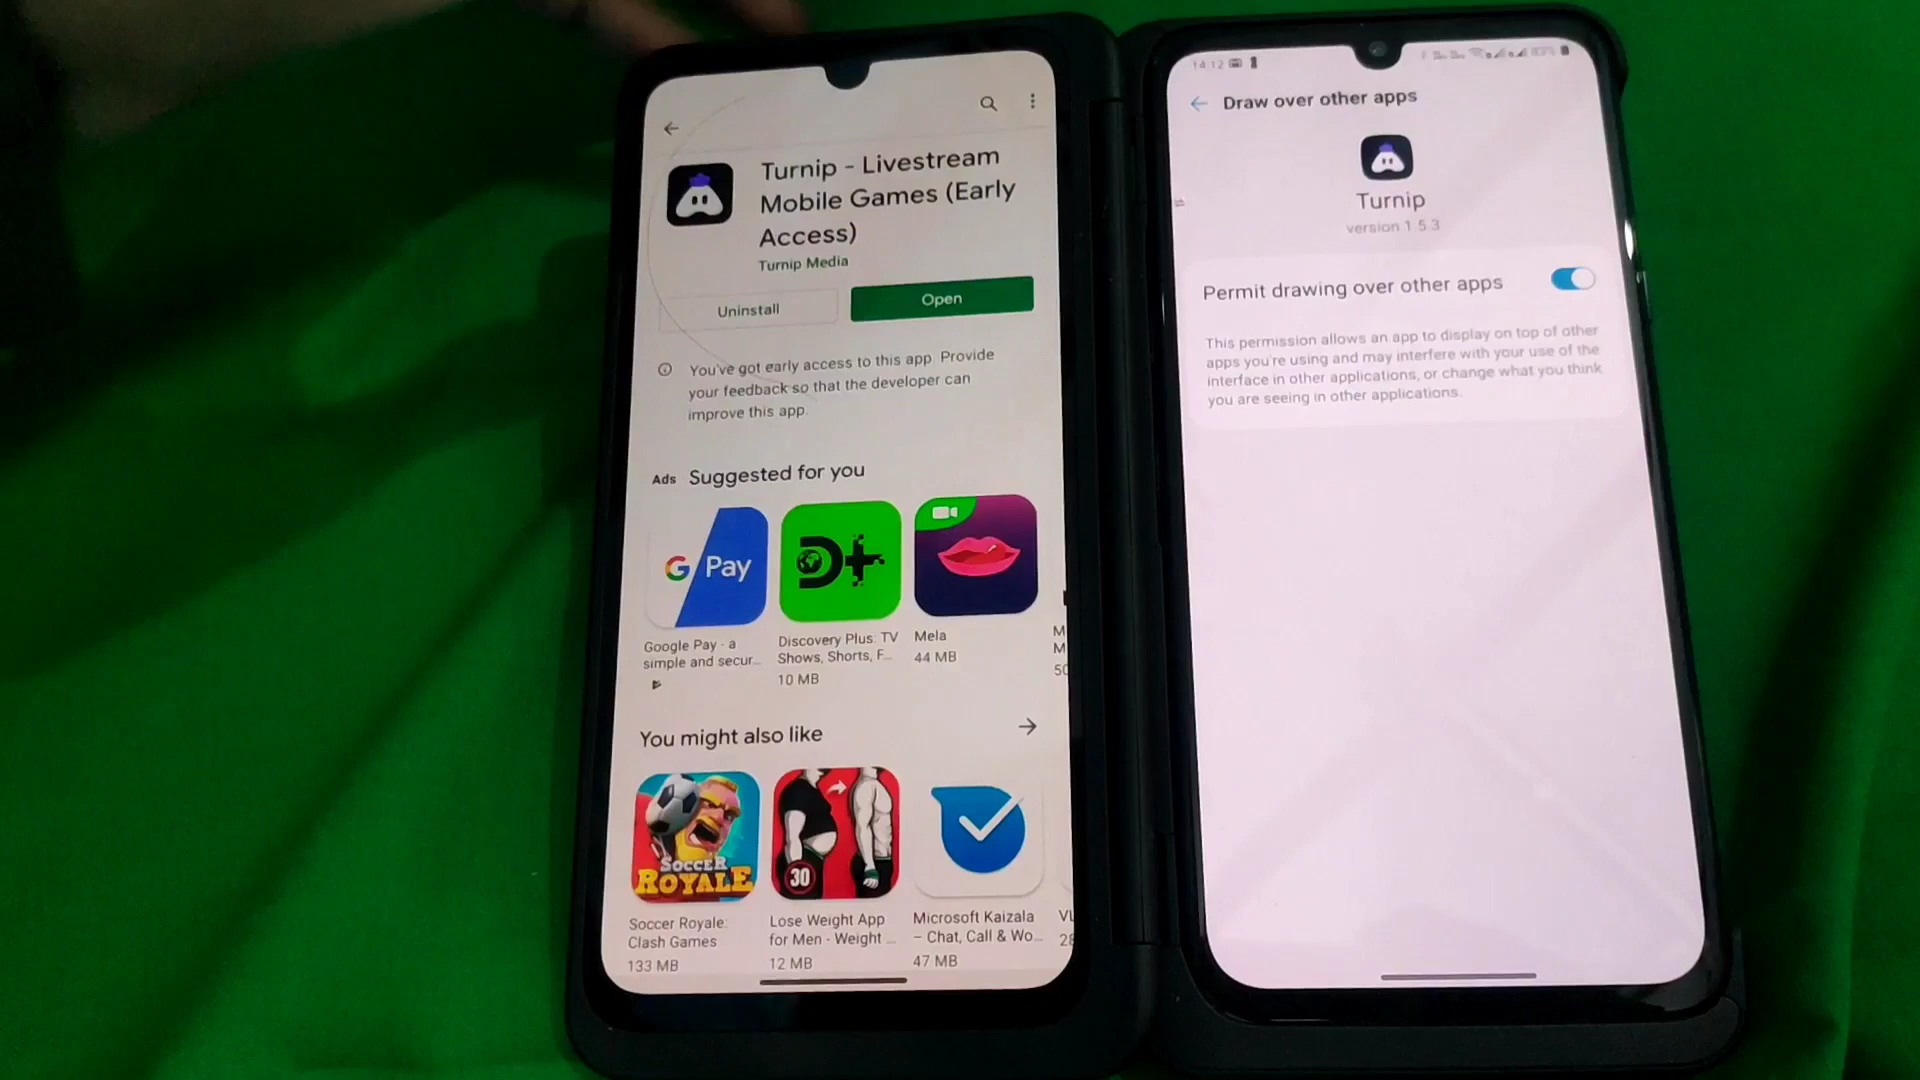 Turnip - Livestream
Mobile Games (Early
Access)
Turnip Media
Uninstall
Open
You've got early access to this app. Provide
your feedback so that the developer can
improve this app.
Ads Suggested for you
G Pay
D+
Google Pay - a
simple and secur...
Discovery Plus: TV
Shows, Shorts, F...
10 MB
Mela
44 MB
M
M
50
You might also like
SOCCER
ROYALE
30
Soccer Royale:
Clash Games
133 MB
Lose Weight App
for Men - Weight ...
12 MB
Microsoft Kaizala
– Chat, Call & Wo...
47 MB
VL
28
14:12
Draw over other apps
Turnip
version 1.5.3
Permit drawing over other apps
This permission allows an app to display on top of other
apps you're using and may interfere with your use of the
interface in other applications, or change what you think
you are seeing in other applications.